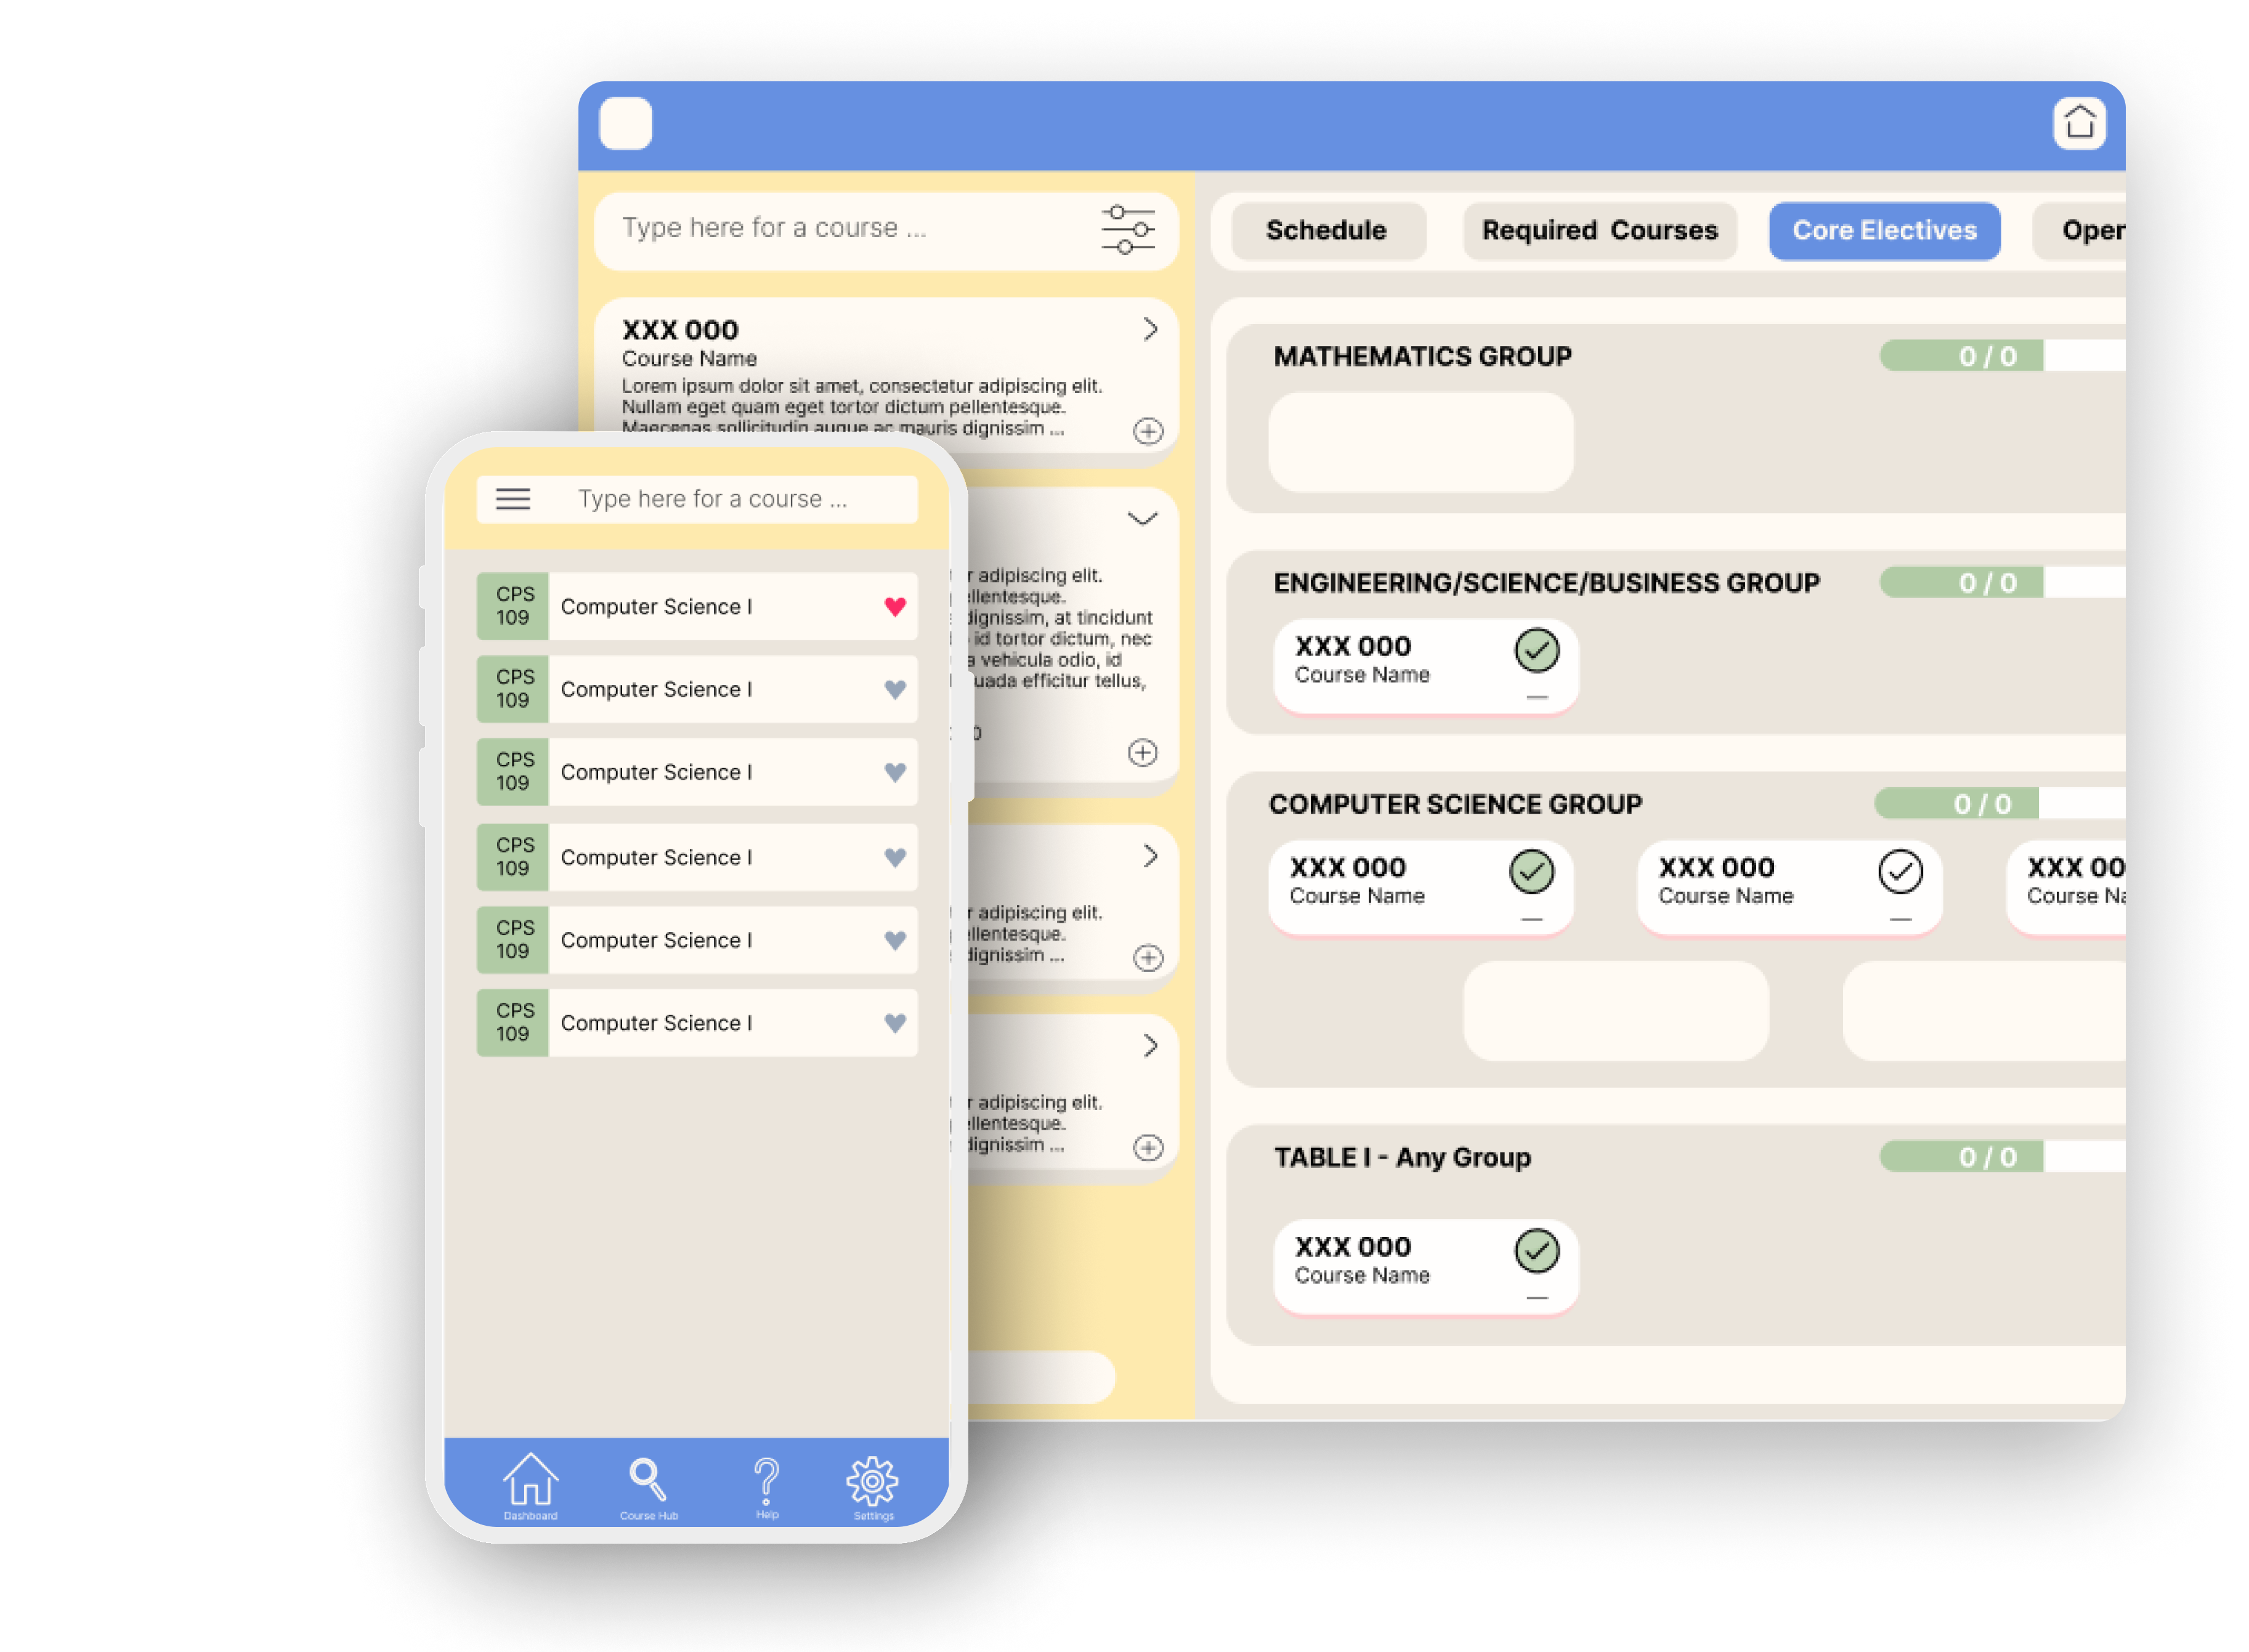 Type here for a course ...
Schedule
Required Courses
Core Electives
XXX 000
Course Name
Lorem ipsum dolor sit amet, consectetur adipiscing elit.
Nullam eget quam eget tortor dictum pellentesque.
Maecenas sollicitudin augue ac mauris dignissim ...
adipiscing elit.
dignissim, at tincidunt
id tortor dictum, nec
a vehicula odio, id
efficitur tellus,
0
adipiscing elit.
dignissim ...
adipiscing elit.
dignissim ...
MATHEMATICS GROUP
0 / 0
ENGINEERING/SCIENCE/BUSINESS GROUP
0 / 0
XXX 000
Course Name
COMPUTER SCIENCE GROUP
0 / 0
XXX 000
Course Name
XXX 000
Course Name
XXX 00
Course
TABLE I - Any Group
0 / 0
XXX 000
Course Name
Type here for a course ...
CPS
109
Computer Science I
CPS
109
Computer Science I
CPS
109
Computer Science I
CPS
109
Computer Science I
CPS
109
Computer Science I
CPS
109
Computer Science I
Dashboard
Course Hub
Help
Settings